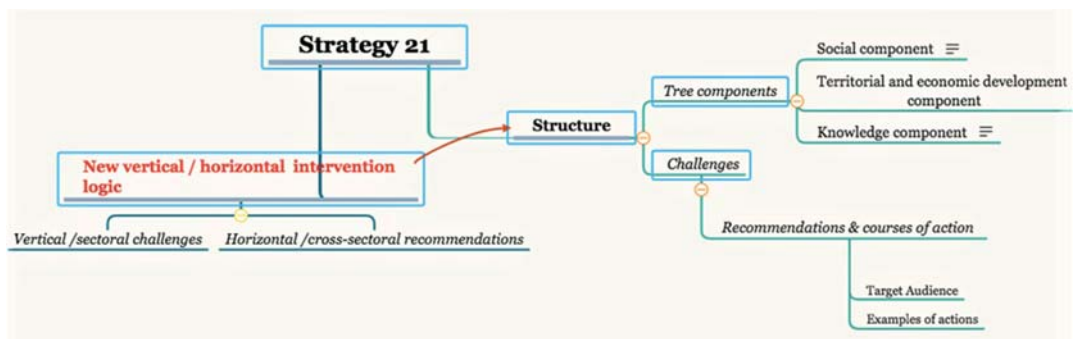 Strategy 21
Social component
Tree components
Territorial and economic development
component
Structure
Knowledge component
New vertical / horizontal intervention
logic
Challenges
Vertical /sectoral challenges
Horizontal /cross-sectoral recommendations
Recommendations & courses of action
Target Audience
Examples of actions